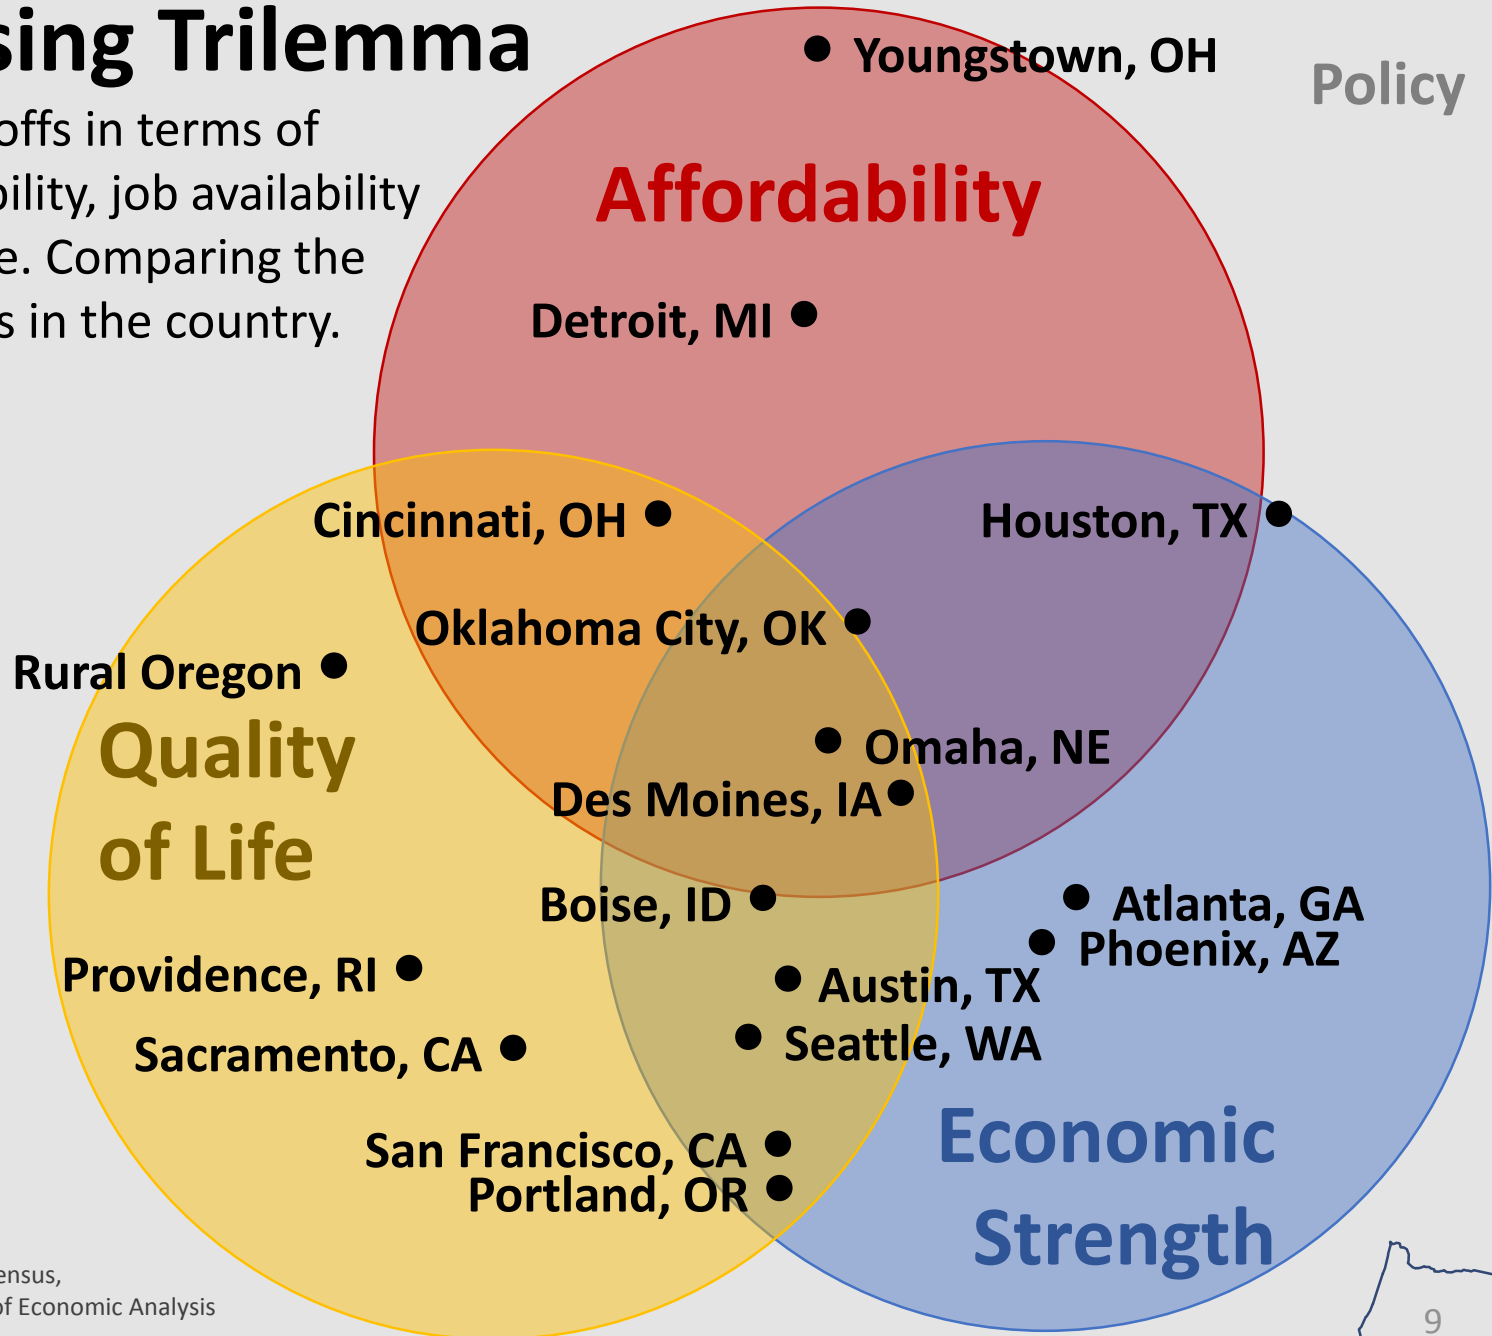 sing Trilemma
offs in terms of
bility, job availability
e. Comparing the
s in the country.
Policy
Youngstown, OH
Affordability
Detroit, MI
Cincinnati, OH
Houston, TX
Oklahoma City, OK
Rural Oregon
Quality
of Life
Omaha, NE
Des Moines, IA
Boise, ID
Atlanta, GA
Phoenix, AZ
Providence, RI
Austin, TX
Sacramento, CA
Seattle, WA
San Francisco, CA
Portland, OR
Economic
Strength
ensus,
of Economic Analysis
9